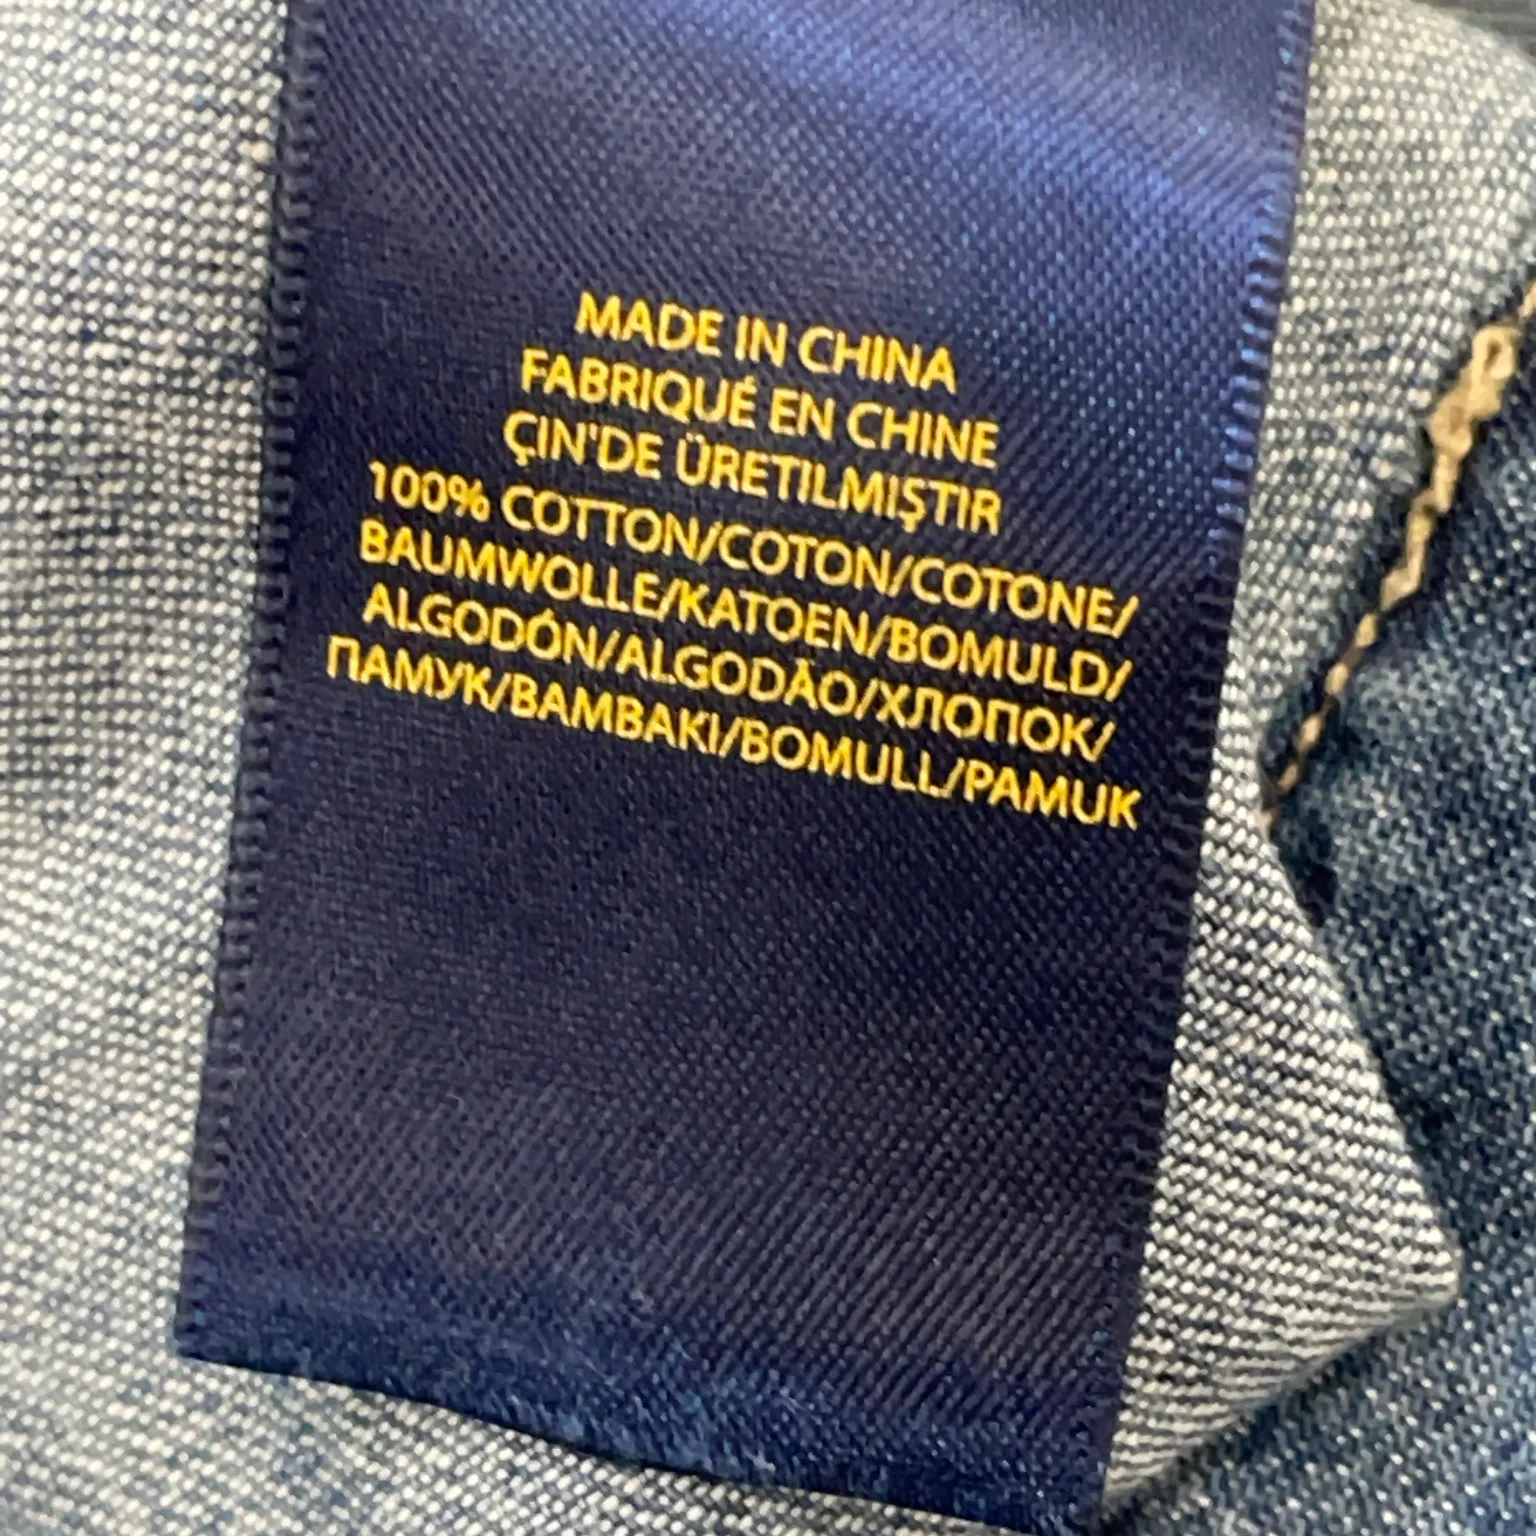 MADE IN CHINA
FABRIQUÉ EN CHINE
ÇIN'DE ÜRETILMIŞTIR
100% COTTON/COTON/COTONE/
BAUMWOLLE/KATOEN/BOMULD/
ALGODÓN/ALGODÃO/ХЛОПОК/
ПАМУК/BAMBAKI/BOMULL/PAMUK